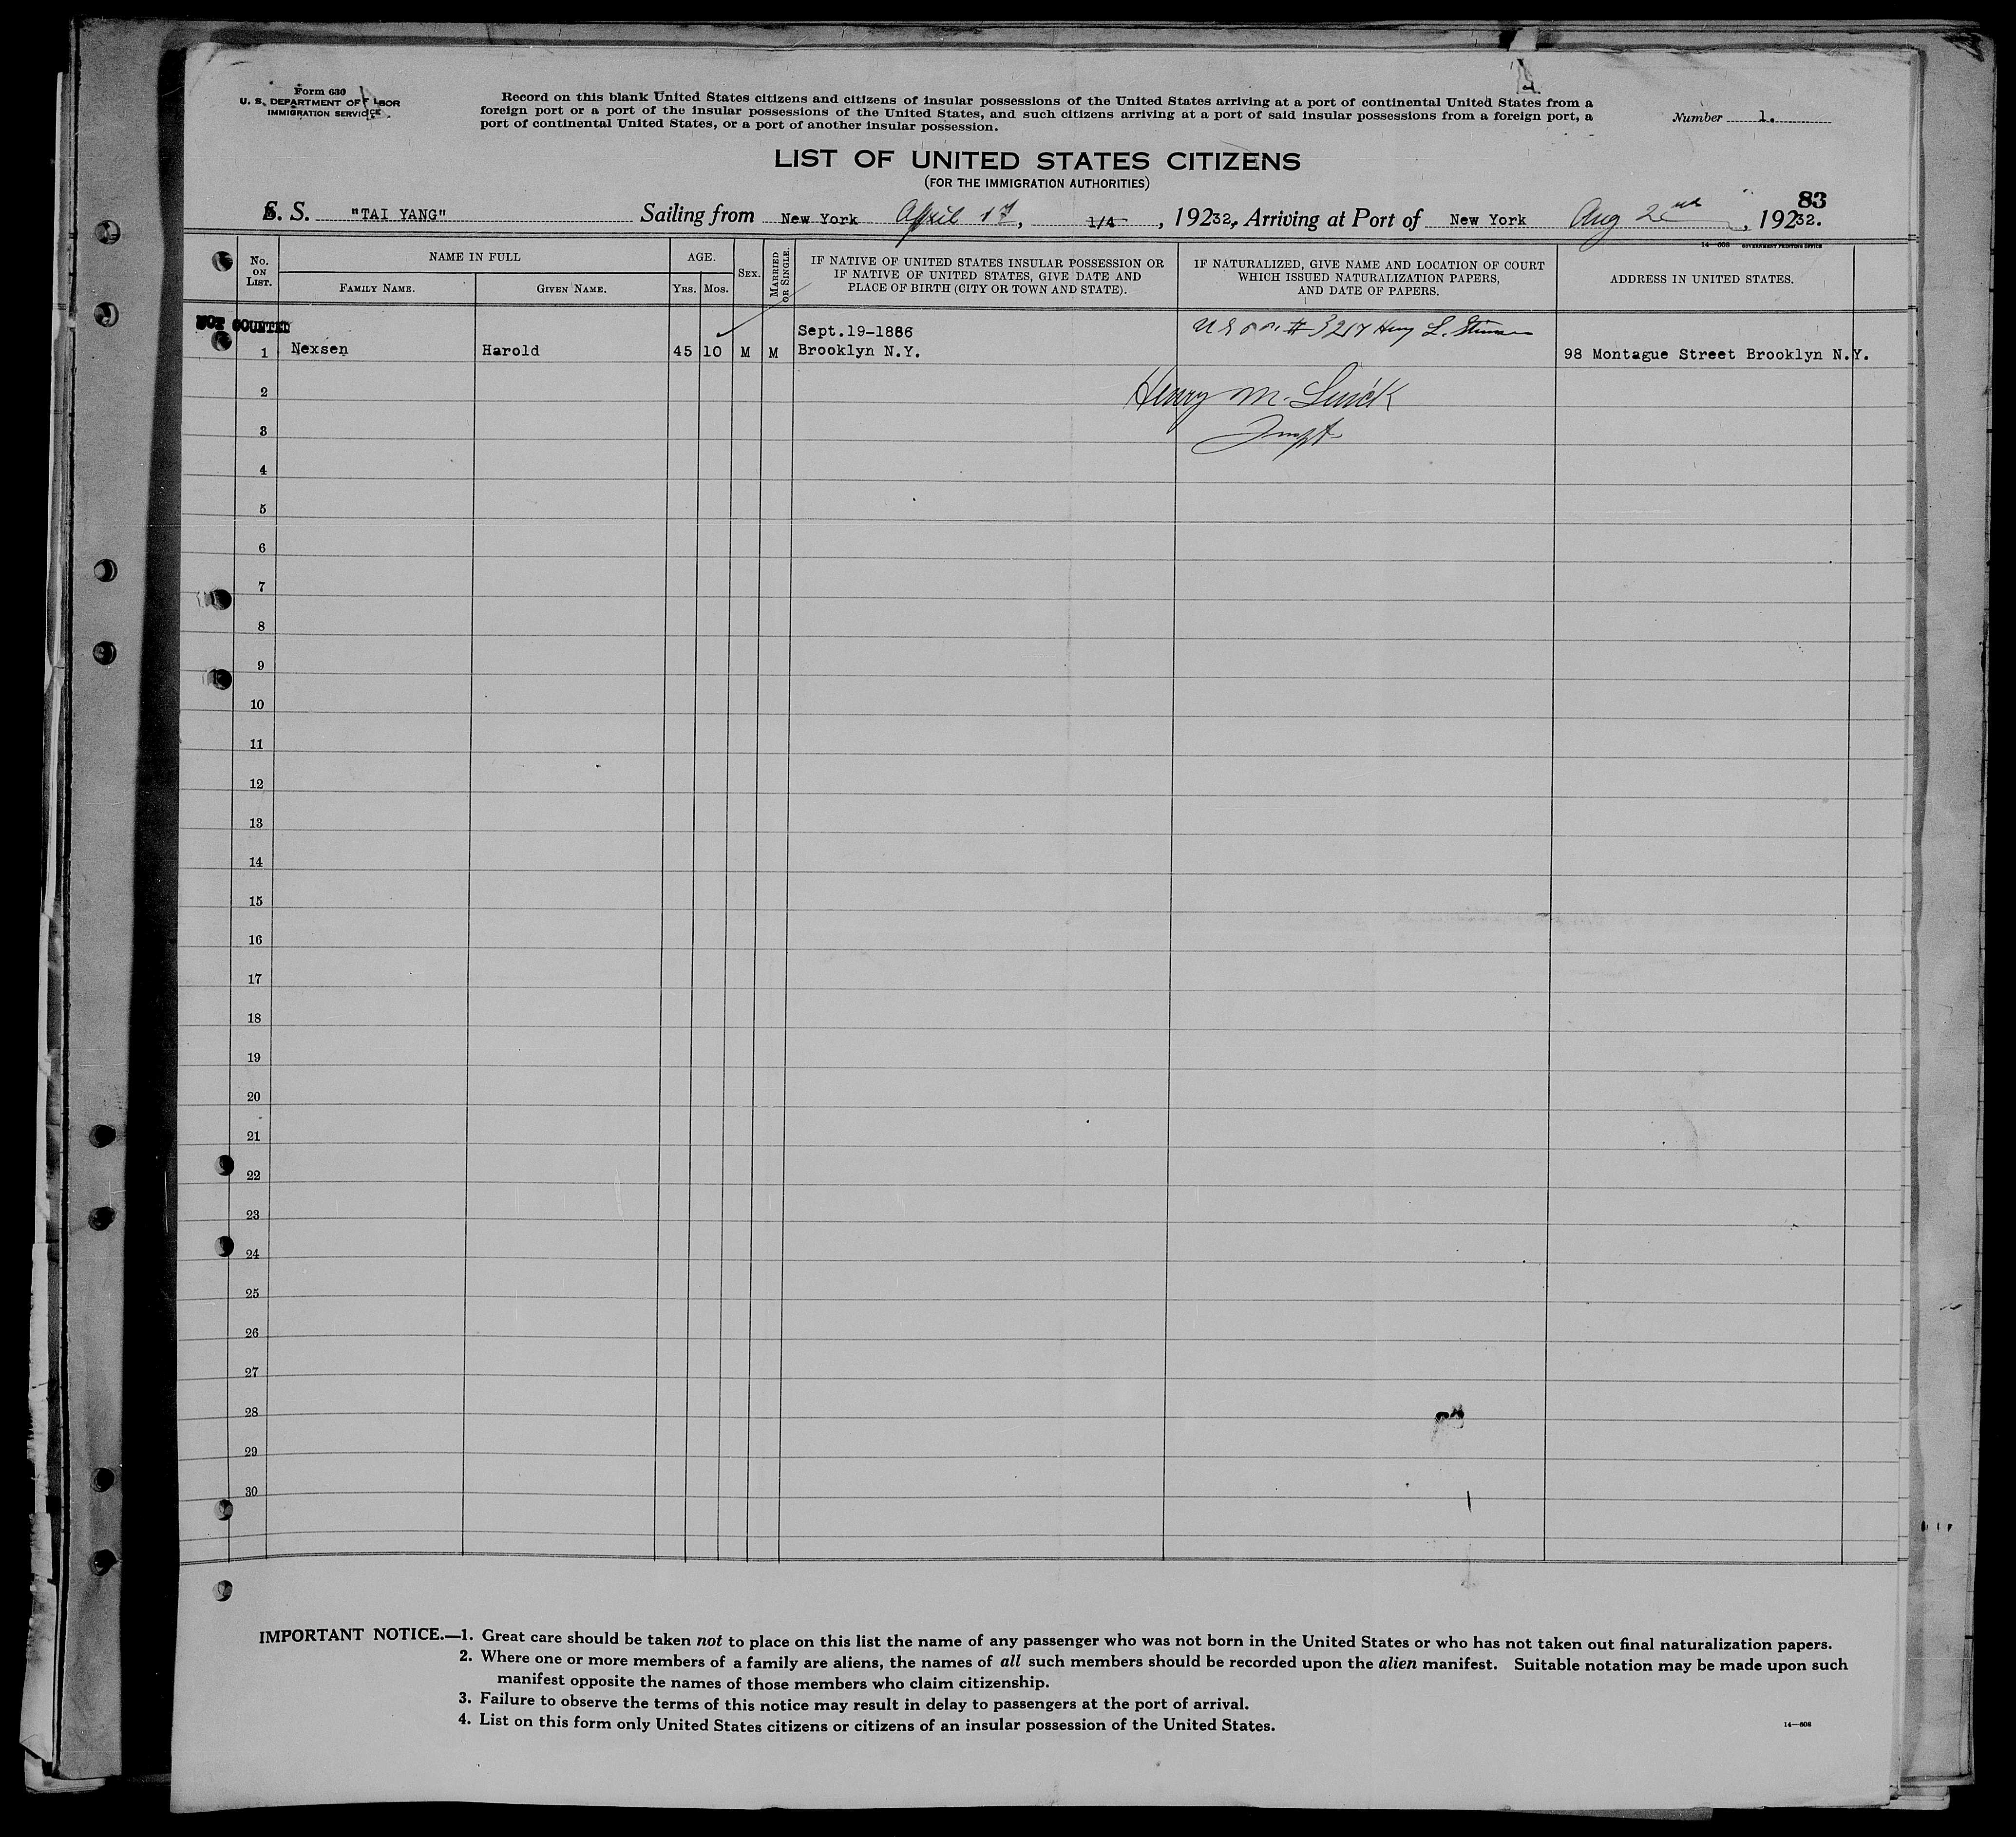 Form 630
U. S. DEPARTMENT OF LABOR
IMMIGRATION SERVICE
Record on this blank United States citizens and citizens of insular possessions of the United States arriving at a port of continental United States from a
foreign port or a port of the insular possessions of the United States, and such citizens arriving at a port of said insular possessions from a foreign port, a
port of continental United States, or a port of another insular possession.
Number 1.
LIST OF UNITED STATES CITIZENS
(FOR THE IMMIGRATION AUTHORITIES)
83
S. S. "TAI YANG" Sailing from New York April 17, 1/4, 19232, Arriving at Port of New York Aug 2nd, 19232.
14—608 GOVERNMENT PRINTING OFFICE
No. ON LIST.
NAME IN FULL
FAMILY NAME.
GIVEN NAME.
AGE.
YRS.
MOS.
SEX.
MARRIED OR SINGLE.
IF NATIVE OF UNITED STATES INSULAR POSSESSION OR
IF NATIVE OF UNITED STATES, GIVE DATE AND
PLACE OF BIRTH (CITY OR TOWN AND STATE).
IF NATURALIZED, GIVE NAME AND LOCATION OF COURT
WHICH ISSUED NATURALIZATION PAPERS,
AND DATE OF PAPERS.
ADDRESS IN UNITED STATES.
NOT COUNTED
Sept.19-1886
# 3217 Henry L. Stimson
1 Nexsen Harold 45 10 M M Brooklyn N.Y. 98 Montague Street Brooklyn N.Y.
2 Henry M.
3 Inspt
4
5
6
7
8
9
10
11
12
13
14
15
16
17
18
19
20
21
22
23
24
25
26
27
28
29
30
IMPORTANT NOTICE.—1. Great care should be taken not to place on this list the name of any passenger who was not born in the United States or who has not taken out final naturalization papers.
2. Where one or more members of a family are aliens, the names of all such members should be recorded upon the alien manifest. Suitable notation may be made upon such
manifest opposite the names of those members who claim citizenship.
3. Failure to observe the terms of this notice may result in delay to passengers at the port of arrival.
4. List on this form only United States citizens or citizens of an insular possession of the United States.
14—608